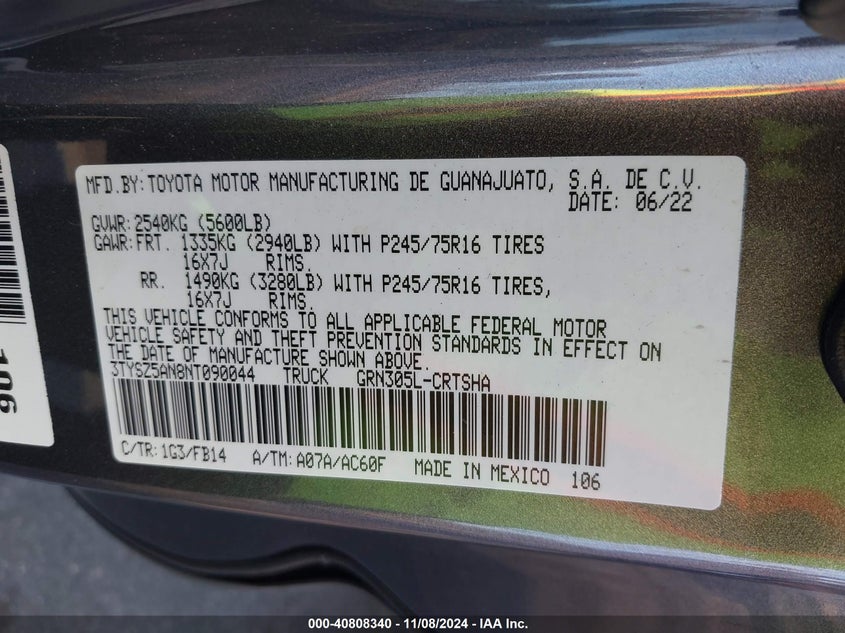 MFD.BY: TOYOTA MOTOR MANUFACTURING DE GUANAJUATO, S.A. DE C.V.
DATE: 06/22
GVWR: 2540KG (5600LB)
GAWR: FRT. 1335KG (2940LB) WITH P245/75R16 TIRES
16X7J RIMS.
RR. 1490KG (3280LB) WITH P245/75R16 TIRES,
16X7J RIMS.
THIS VEHICLE CONFORMS TO ALL APPLICABLE FEDERAL MOTOR
VEHICLE SAFETY AND THEFT PREVENTION STANDARDS IN EFFECT ON
THE DATE OF MANUFACTURE SHOWN ABOVE.
3TYSZ5AN8NT090044 TRUCK GRN305L-CRTSHA
C/TR: 1G3/FB14 A/TM: A07A/AC60F MADE IN MEXICO 106
106
000-40808340 - 11/08/2024 - IAA Inc.